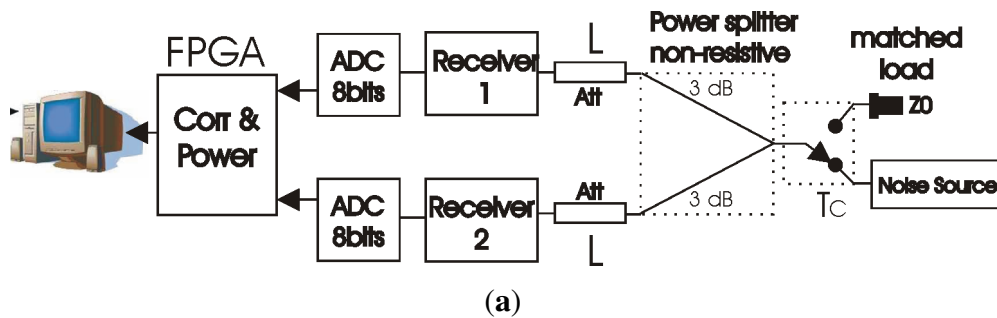 FPGA
Corr &
Power
ADC
8bits
Receiver
1
L
Att
Power splitter
non-resistive
3 dB
matched
load
Z0
Noise Source
TC
3 dB
ADC
8bits
Receiver
2
Att
L
(a)